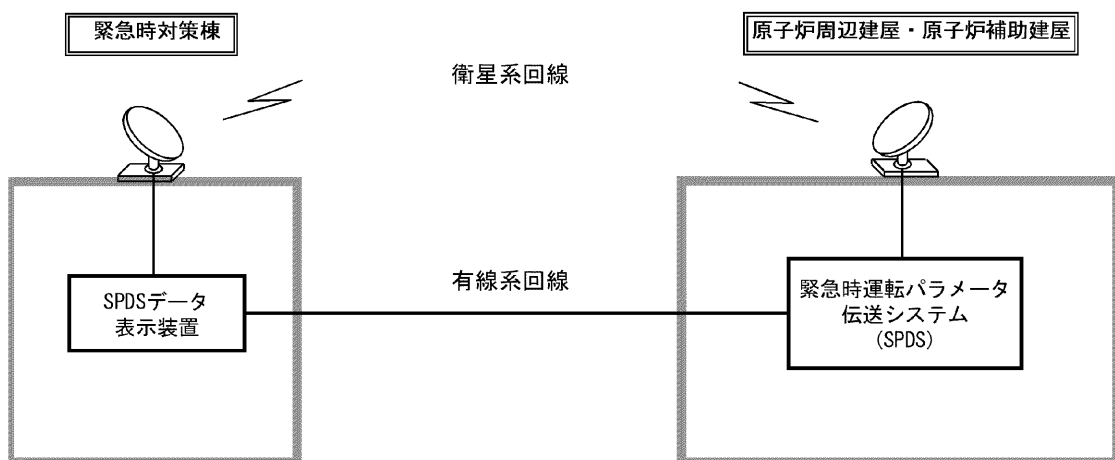 緊急時対策棟
原子炉周辺建屋・原子炉補助建屋
衛星系回線
有線系回線
SPDSデータ
表示装置
緊急時運転パラメータ
伝送システム
(SPDS)